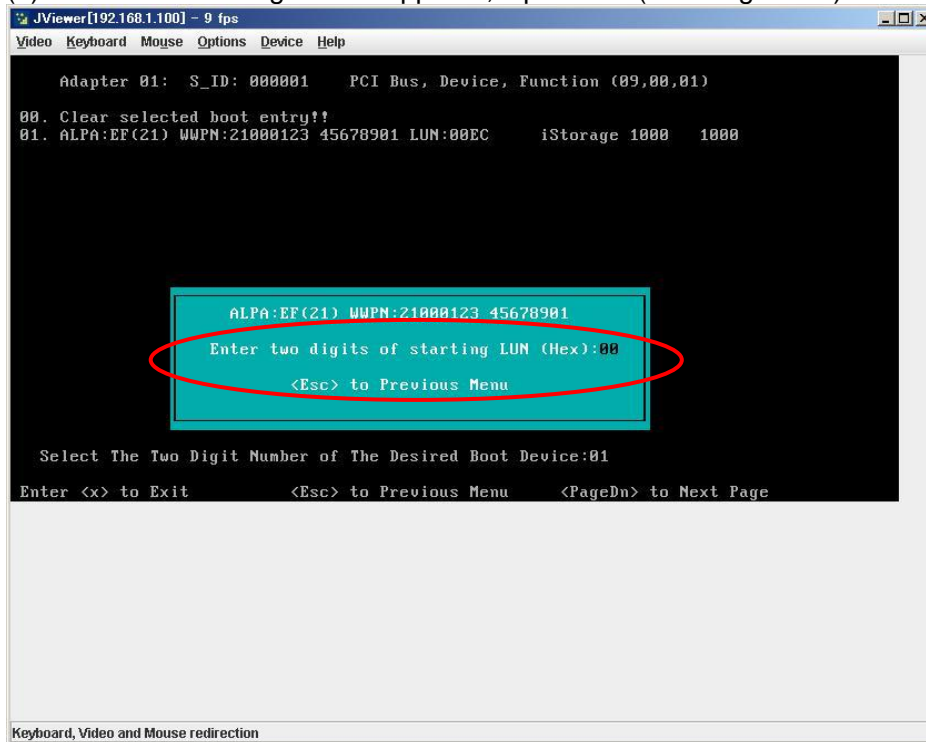 JViewer[192.168.1.100] - 9 fps
Video Keyboard Mouse Options Device Help
Adapter 01: S_ID: 000001 PCI Bus, Device, Function (09,00,01)
00. Clear selected boot entry!!
01. ALPA:EF(21) WWPN:21000123 45678901 LUN:00EC iStorage 1000 1000
ALPA:EF(21) WWPN:21000123 45678901
Enter two digits of starting LUN (Hex):00
<Esc> to Previous Menu
Select The Two Digit Number of The Desired Boot Device:01
Enter <x> to Exit <Esc> to Previous Menu <PageDn> to Next Page
Keyboard, Video and Mouse redirection